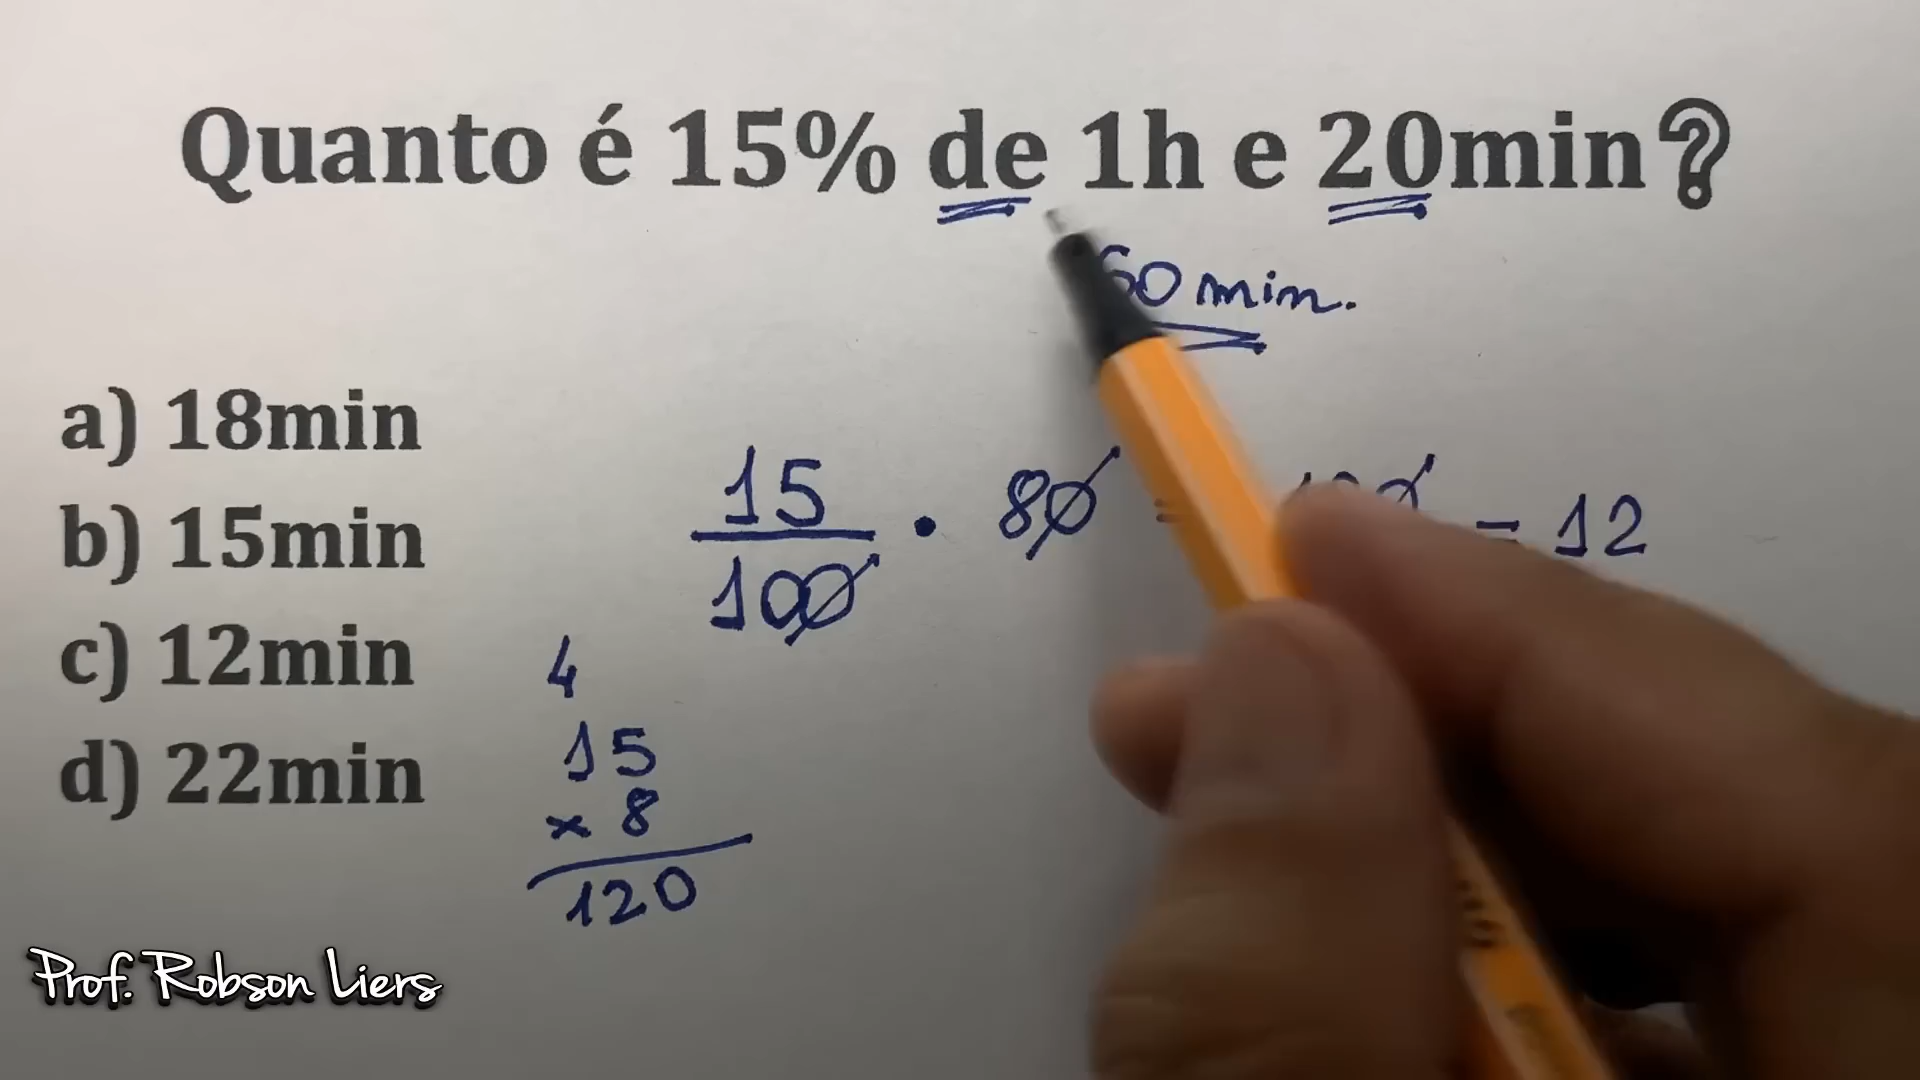 Quanto é 15% de 1h e 20min?
60 min.
a) 18min
b) 15min
c) 12min
d) 22min
15
100
. 80 =
= 12
4
15
x 8
120
Prof. Robson Liers